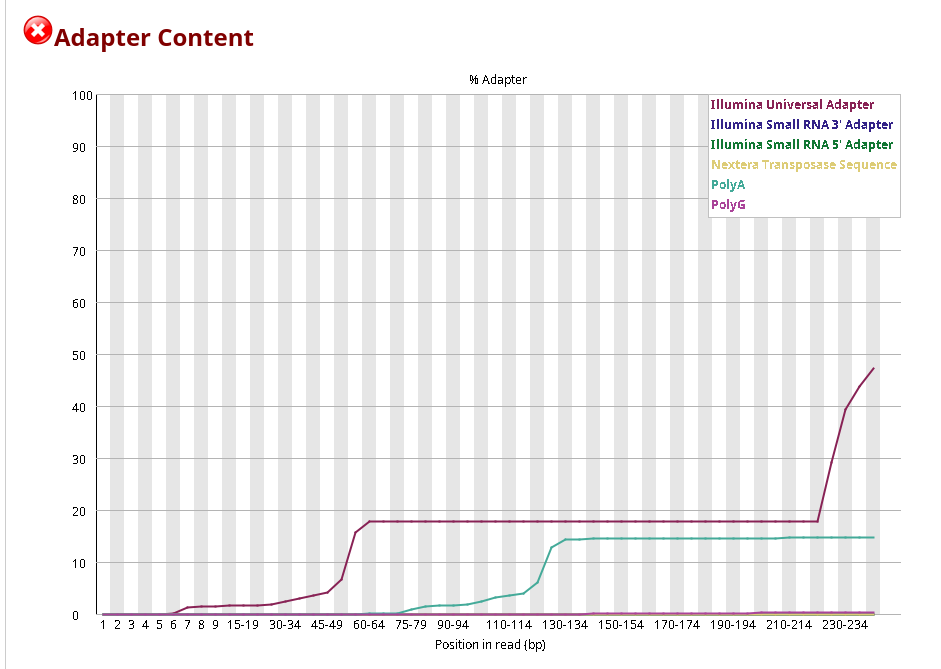 Adapter Content
% Adapter
100
90
80
70
60
50
40
30
20
10
0
Illumina Universal Adapter
Illumina Small RNA 3' Adapter
Illumina Small RNA 5' Adapter
Nextera Transposase Sequence
PolyA
PolyG
1 2 3 4 5 6 7 8 9 15-19 30-34 45-49 60-64 75-79 90-94 110-114 130-134 150-154 170-174 190-194 210-214 230-234
Position in read (bp)